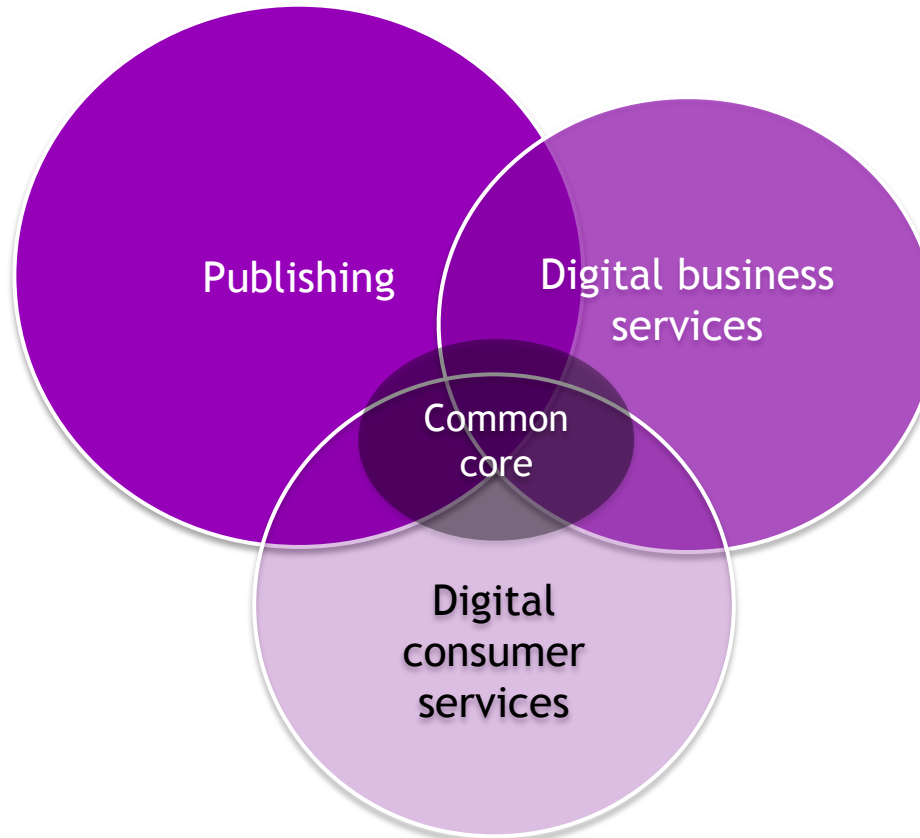 Publishing
Digital business
services
Common
core
Digital
consumer
services